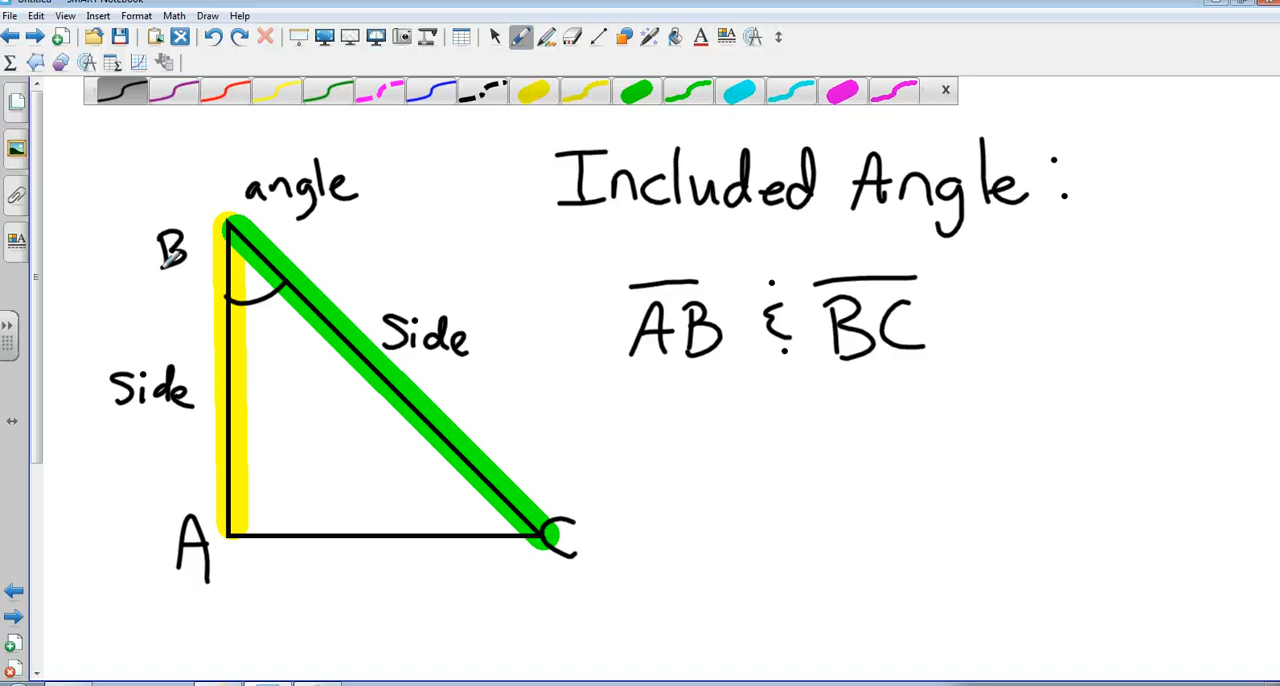 File Edit View Insert Format Math Draw Help
x
angle
Included Angle:
B
AB & BC
Side
Side
A
C